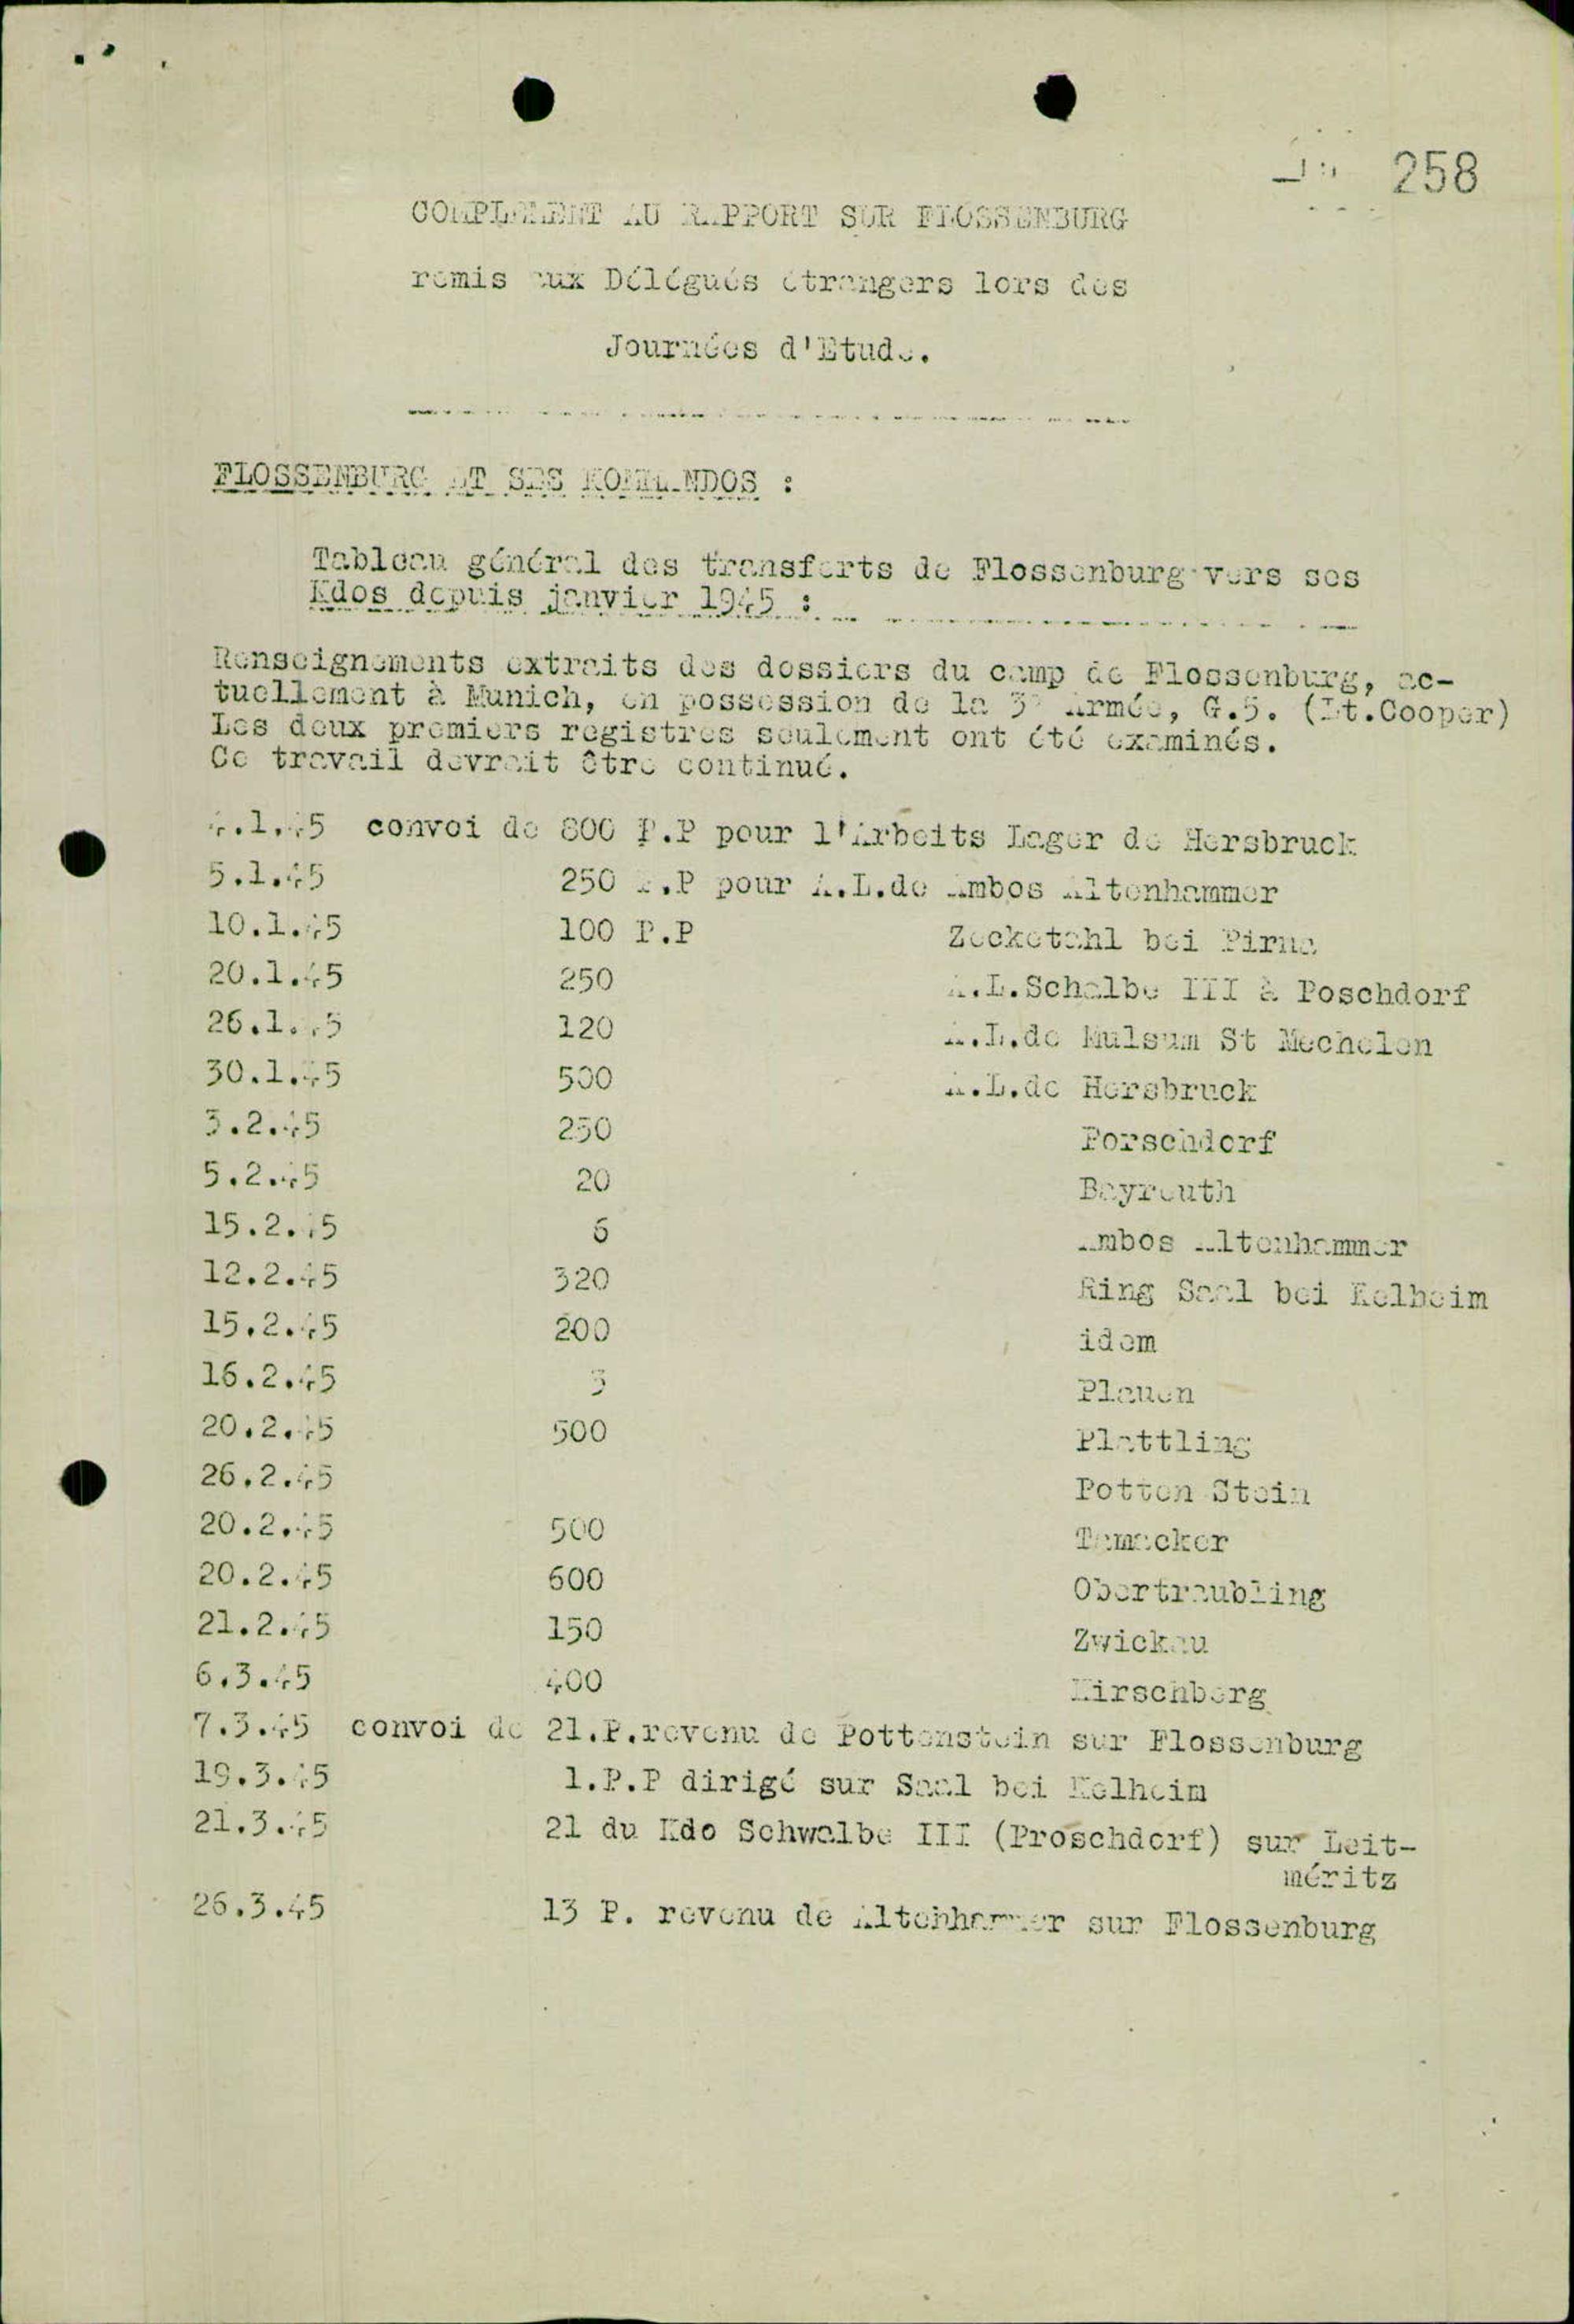 258
COMPLEMENT AU RAPPORT SUR FLOSSENBURG
remis aux Délégués étrangers lors des
Journées d'Etude.
FLOSSENBURG ET SES KOMMANDOS :
Tableau général des transferts de Flossenburg vers ses
Kdos depuis janvier 1945 :
Renseignements extraits des dossiers du camp de Flossenburg, ac-
tuellement à Munich, en possession de la 3° Armée, G.5. (Lt.Cooper)
Les deux premiers registres seulement ont été examinés.
Ce travail devrait être continué.
4.1.45 convoi de 800 P.P pour l'Arbeits Lager de Hersbruck
5.1.45 250 P.P pour A.L.de Ambos Altenhammer
10.1.45 100 P.P Zecketahl bei Pirna
20.1.45 250 A.L.Schalbe III à Poschdorf
26.1.45 120 A.L.de Mulsum St Mechelen
30.1.45 500 A.L.de Hersbruck
3.2.45 250 Porschdorf
5.2.45 20 Bayreuth
15.2.45 6 Ambos Altenhammer
12.2.45 320 Ring Saal bei Kelheim
15.2.45 200 idem
16.2.45 3 Plauen
20.2.45 500 Plattling
26.2.45 Potten Stein
20.2.45 500 Tamacker
20.2.45 600 Obertraubling
21.2.45 150 Zwickau
6.3.45 400 Hirschberg
7.3.45 convoi de 21.P.revenu de Pottenstein sur Flossenburg
19.3.45 1.P.P dirigé sur Saal bei Kelheim
21.3.45 21 du Kdo Schwalbe III (Proschdorf) sur Leit-
méritz
26.3.45 13 P. revenu de Altenhammer sur Flossenburg